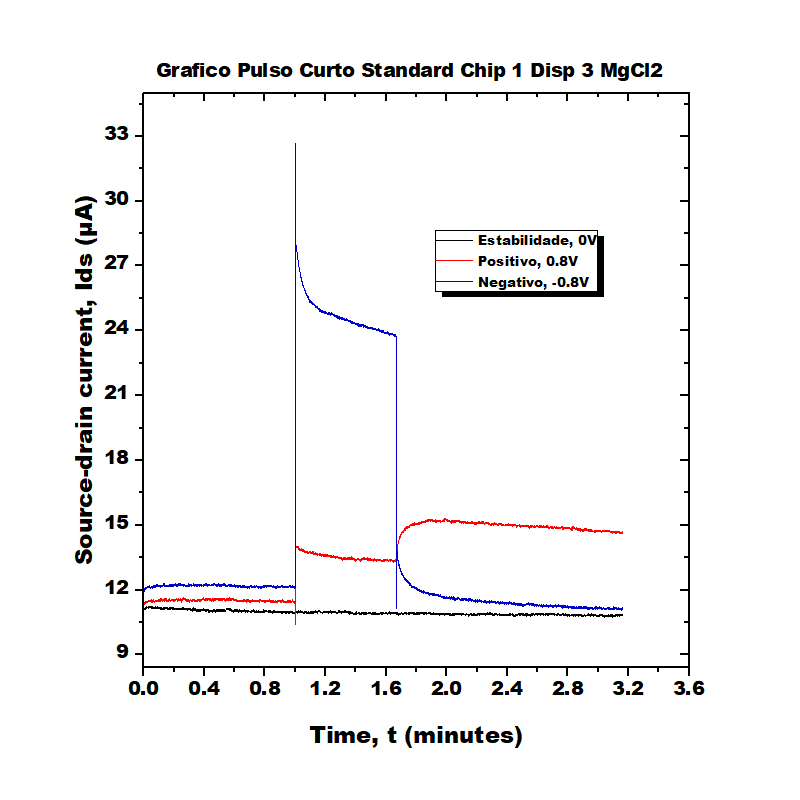 Grafico Pulso Curto Standard Chip 1 Disp 3 MgCl2
33
30
27
24
21
18
15
12
9
Source-drain current, Ids (μA)
Estabilidade, 0V
Positivo, 0.8V
Negativo, -0.8V
0.0 0.4 0.8 1.2 1.6 2.0 2.4 2.8 3.2 3.6
Time, t (minutes)